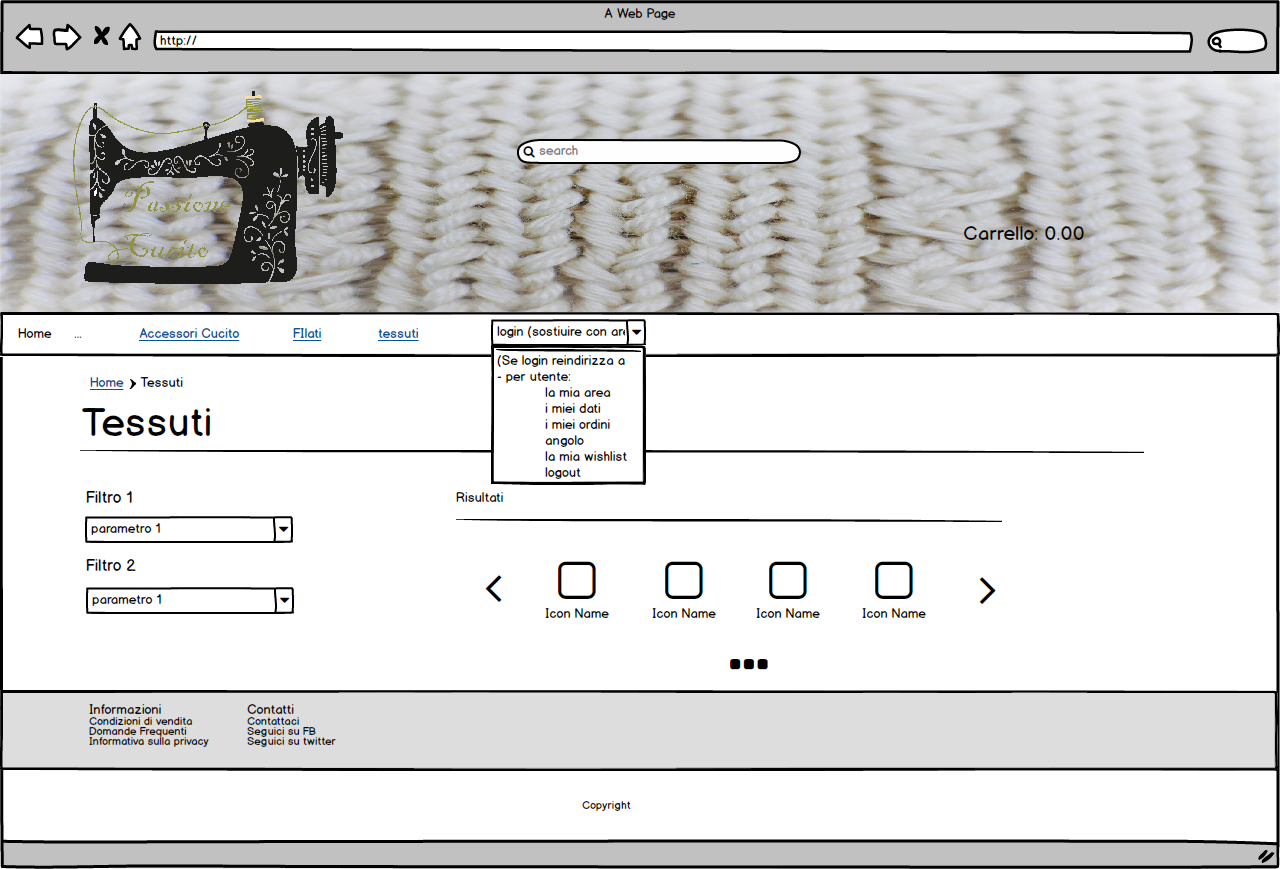 A Web Page
http://
search
Passione
Cucito
Carrello: 0.00
Home ... Accessori Cucito FIlati tessuti login (sostiuire con are
(Se login reindirizza a
- per utente:
la mia area
i miei dati
i miei ordini
angolo
la mia wishlist
logout
Home Tessuti
Tessuti
Filtro 1
parametro 1
Filtro 2
parametro 1
Risultati
Icon Name Icon Name Icon Name Icon Name
Informazioni
Condizioni di vendita
Domande Frequenti
Informativa sulla privacy
Contatti
Contattaci
Seguici su FB
Seguici su twitter
Copyright